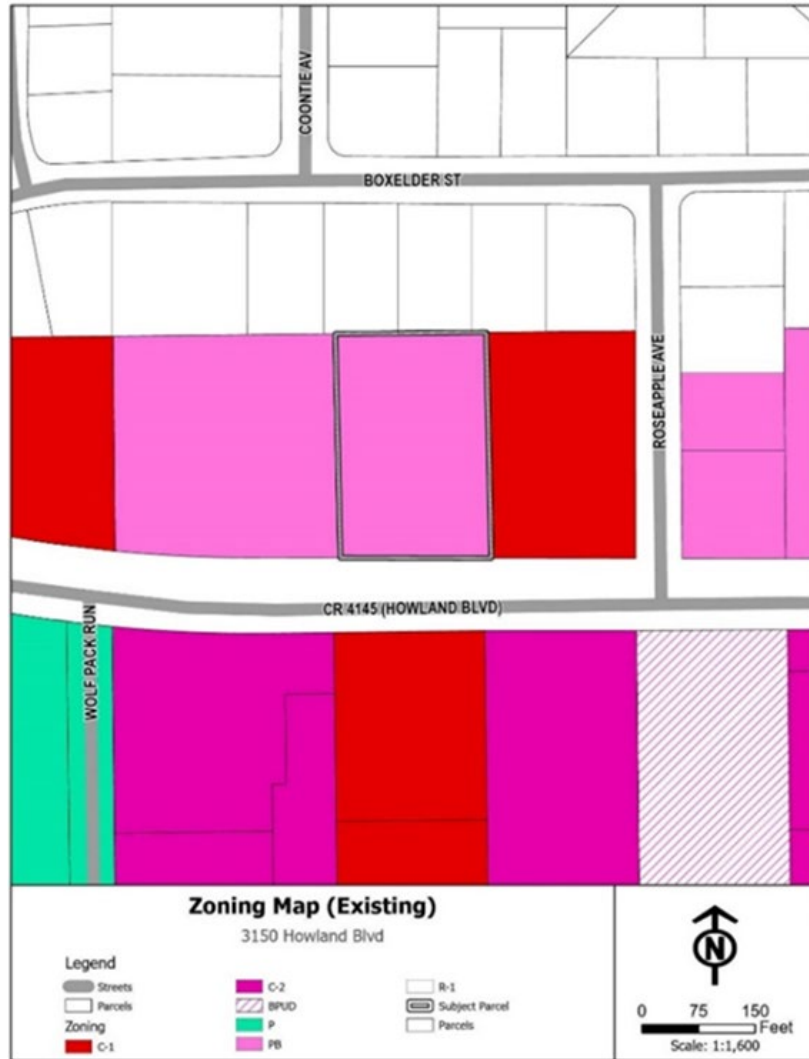 COONTIE AV
BOXELDER ST
ROSEAPPLE AVE
CR 4145 (HOWLAND BLVD)
WOLF PACK RUN
Zoning Map (Existing)
3150 Howland Blvd
Legend
Streets
Parcels
Zoning
C-1
C-2
BPUD
P
PB
R-1
Subject Parcel
Parcels
N
0 75 150
Feet
Scale: 1:1,600